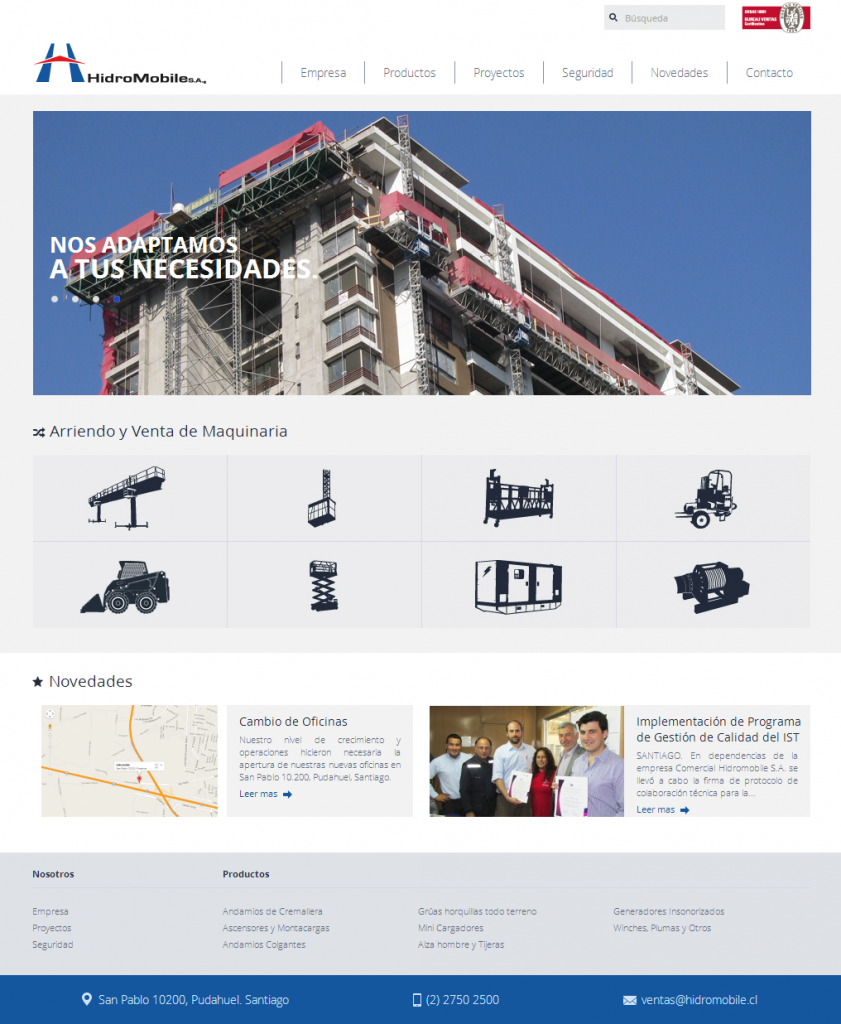 Búsqueda
BUREAU VERITAS
Certification
HidroMobile S.A.
Empresa
Productos
Proyectos
Seguridad
Novedades
Contacto
NOS ADAPTAMOS
A TUS NECESIDADES.
Arriendo y Venta de Maquinaria
Novedades
Cambio de Oficinas
Nuestro nivel de crecimiento y
operaciones hicieron necesaria la
apertura de nuestras nuevas oficinas en
San Pablo 10.200, Pudahuel, Santiago.
Leer mas
Implementación de Programa
de Gestión de Calidad del IST
SANTIAGO. En dependencias de la
empresa Comercial Hidromobile S.A. se
llevó a cabo la firma de protocolo de
colaboración técnica para la...
Leer mas
Nosotros
Empresa
Proyectos
Seguridad
Productos
Andamios de Cremallera
Ascensores y Montacargas
Andamios Colgantes
Grúas horquillas todo terreno
Mini Cargadores
Alza hombre y Tijeras
Generadores Insonorizados
Winches, Plumas y Otros
San Pablo 10200, Pudahuel. Santiago
(2) 2750 2500
ventas@hidromobile.cl